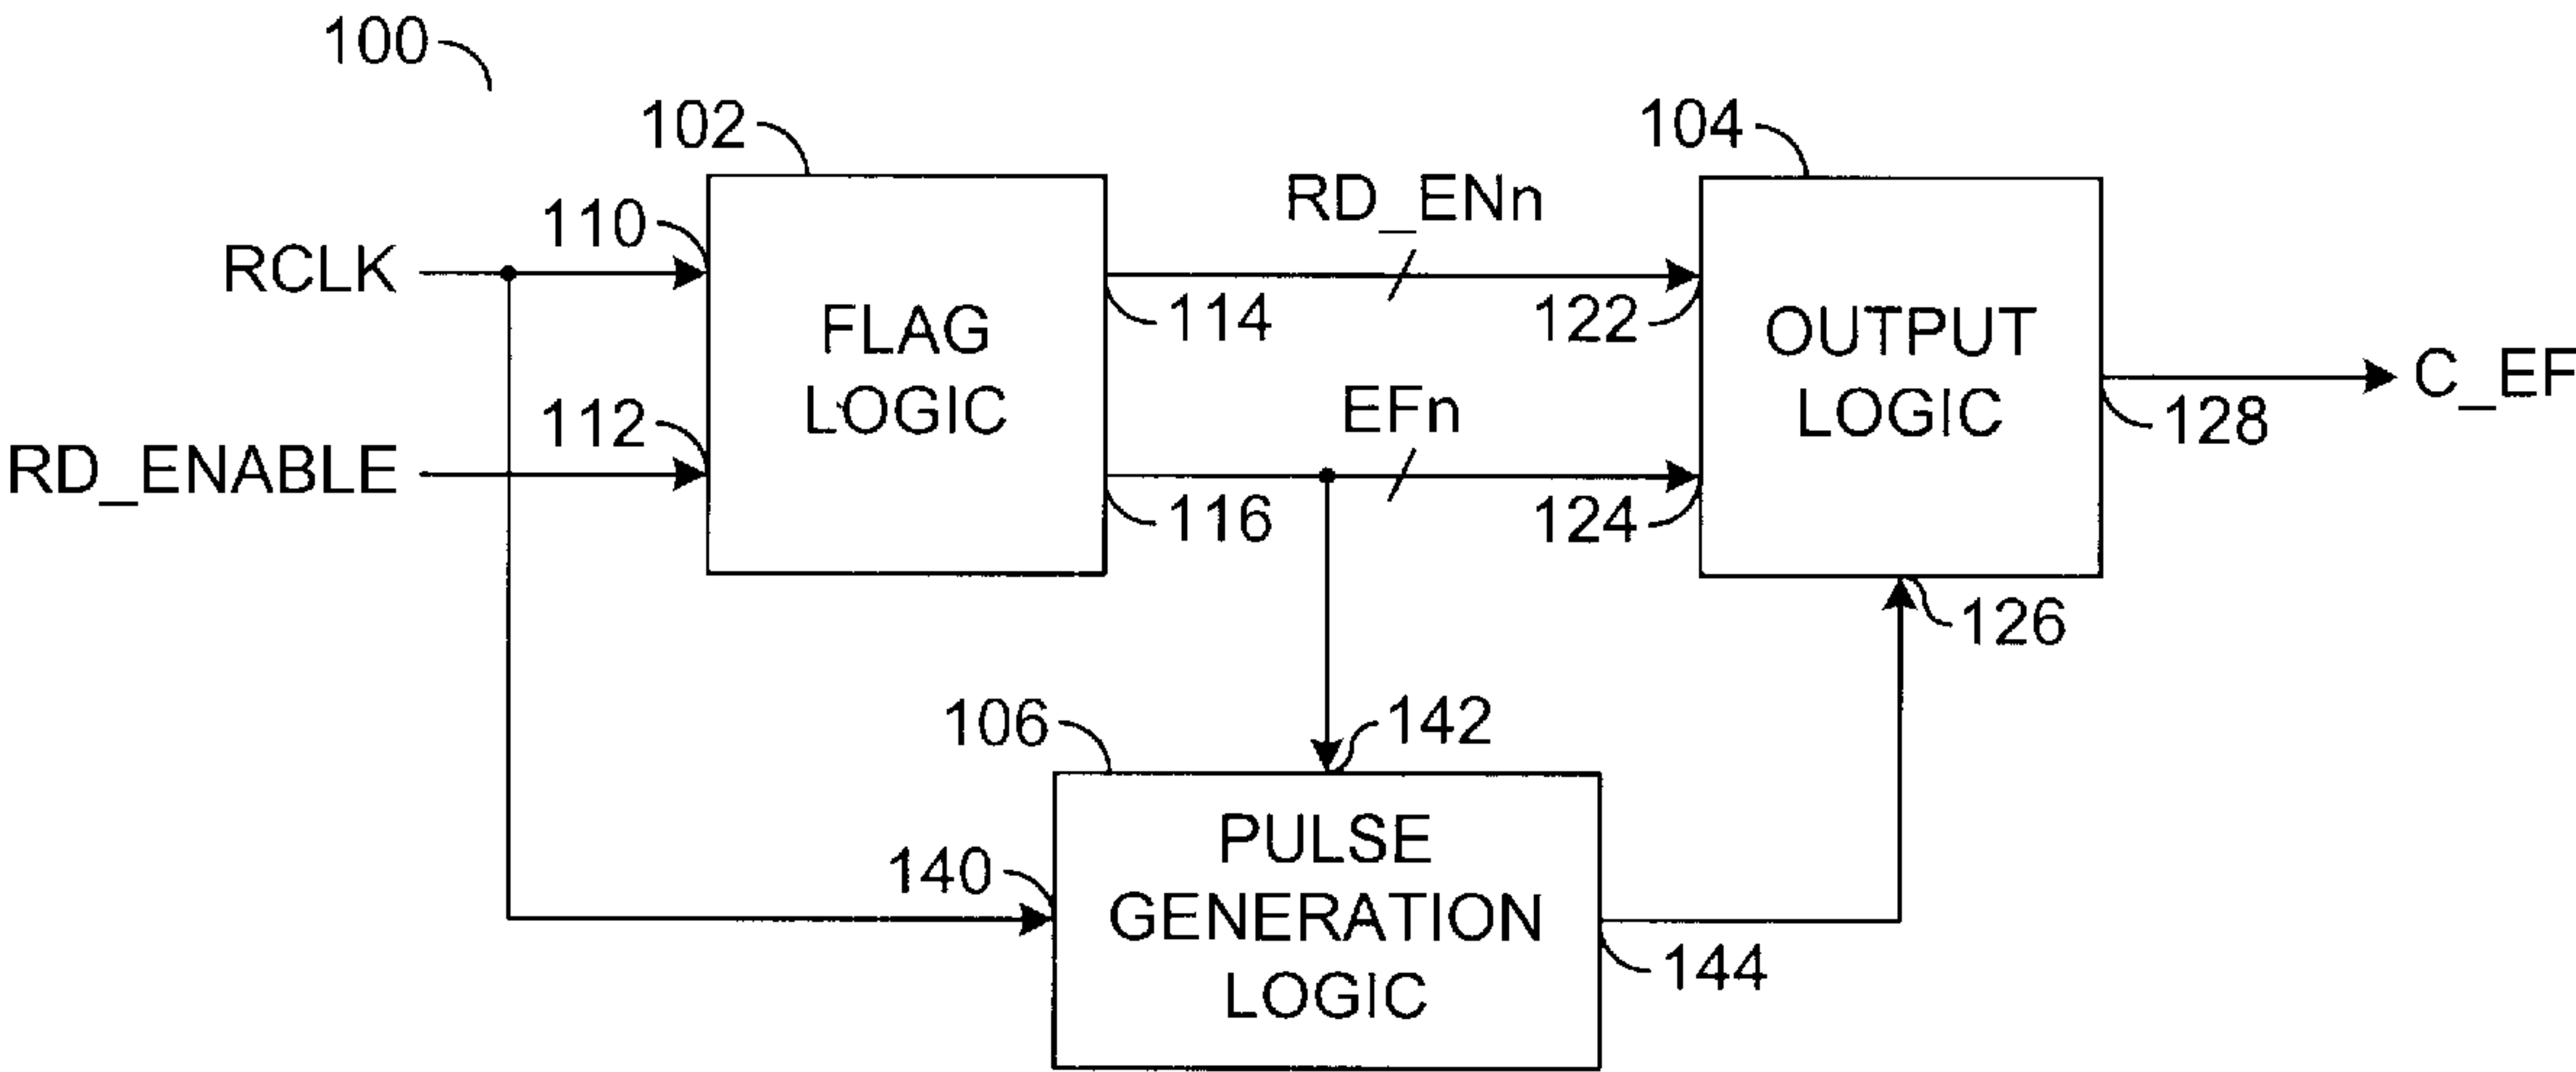 100
102
104
RD_ENn
110
RCLK
114
122
FLAG
LOGIC
OUTPUT
LOGIC
C_EF
EFn
112
128
RD_ENABLE
116
124
126
106
142
PULSE
GENERATION
LOGIC
140
144